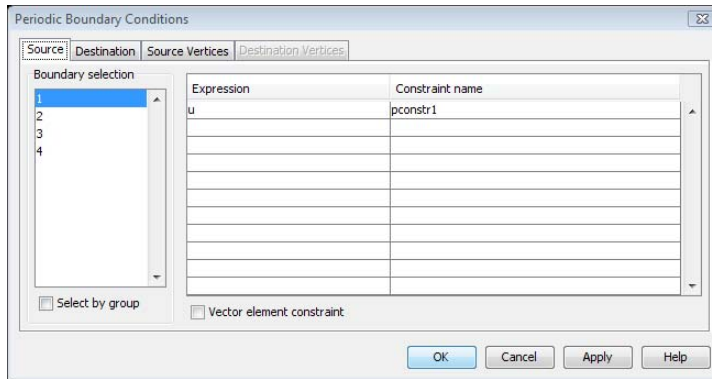 Periodic Boundary Conditions
Source Destination Source Vertices Destination Vertices
Boundary selection
Expression Constraint name
1
2
3
4
u pconstr1
Select by group
Vector element constraint
OK Cancel Apply Help